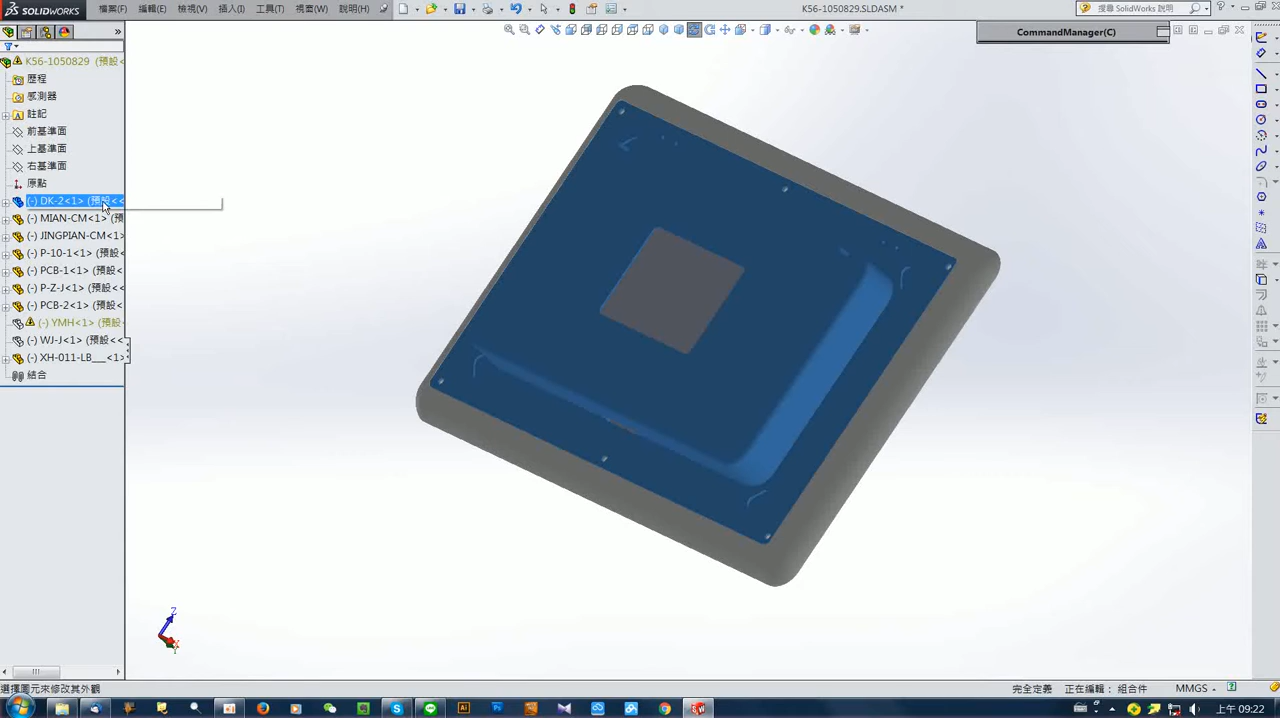 SOLIDWORKS
檔案(F) 編輯(E) 檢視(V) 插入(I) 工具(T) 視窗(W) 說明(H)
K56-1050829.SLDASM *
搜尋 SolidWorks 說明
CommandManager(C)
K56-1050829 (預設<
歷程
感測器
註記
前基準面
上基準面
右基準面
原點
(-) DK-2<1> (預設<<
(-) MIAN-CM<1> (預
(-) JINGPIAN-CM<1>
(-) P-10-1<1> (預設<
(-) PCB-1<1> (預設<
(-) P-Z-J<1> (預設<<
(-) PCB-2<1> (預設<
(-) YMH<1> (預設
(-) WJ-J<1> (預設<<
(-) XH-011-LB__<1>
結合
Z
選擇圖元來修改其外觀
完全定義 正在編輯：組合件 MMGS
上午 09:22